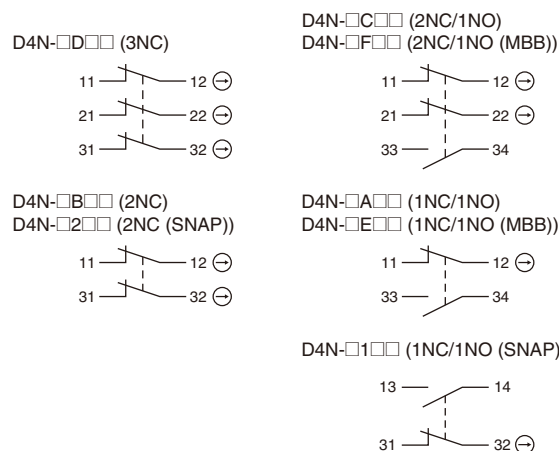 D4N-□D□□ (3NC)
11 12
21 22
31 32
D4N-□C□□ (2NC/1NO)
D4N-□F□□ (2NC/1NO (MBB))
11 12
21 22
33 34
D4N-□B□□ (2NC)
D4N-□2□□ (2NC (SNAP))
11 12
31 32
D4N-□A□□ (1NC/1NO)
D4N-□E□□ (1NC/1NO (MBB))
11 12
33 34
D4N-□1□□ (1NC/1NO (SNAP)
13 14
31 32